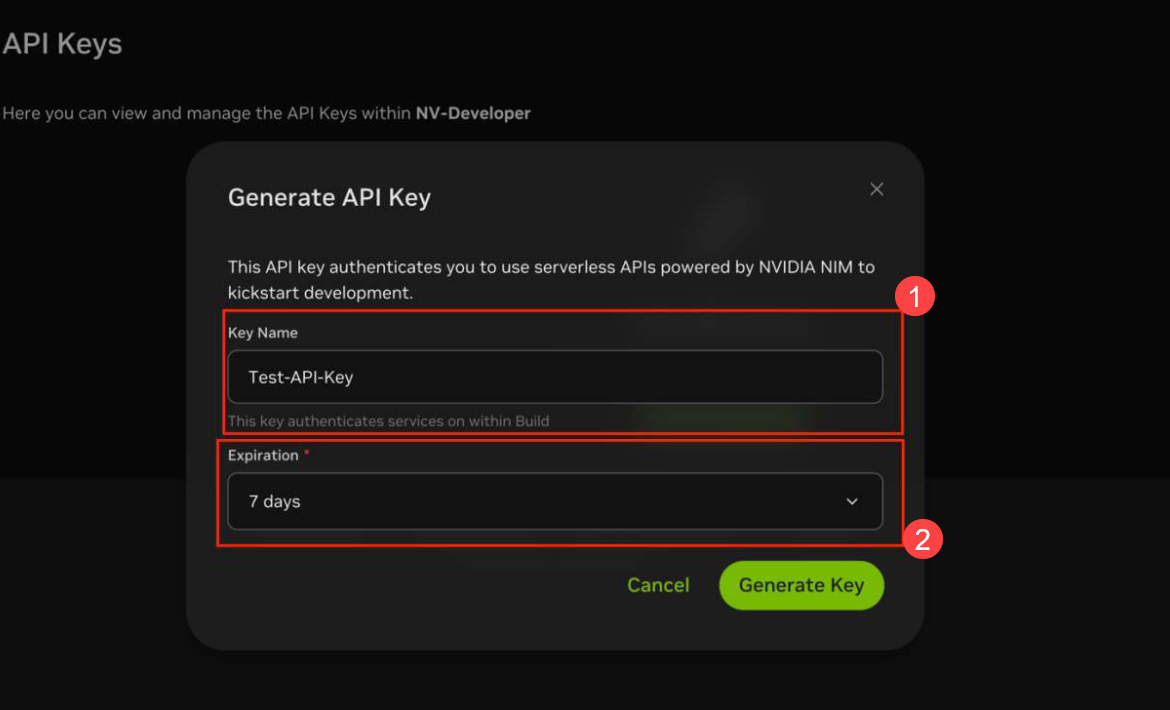 API Keys
Here you can view and manage the API Keys within NV-Developer
Generate API Key
This API key authenticates you to use serverless APIs powered by NVIDIA NIM to
kickstart development.
1
Key Name
Test-API-Key
This key authenticates services on within Build
Expiration *
7 days
2
Cancel
Generate Key